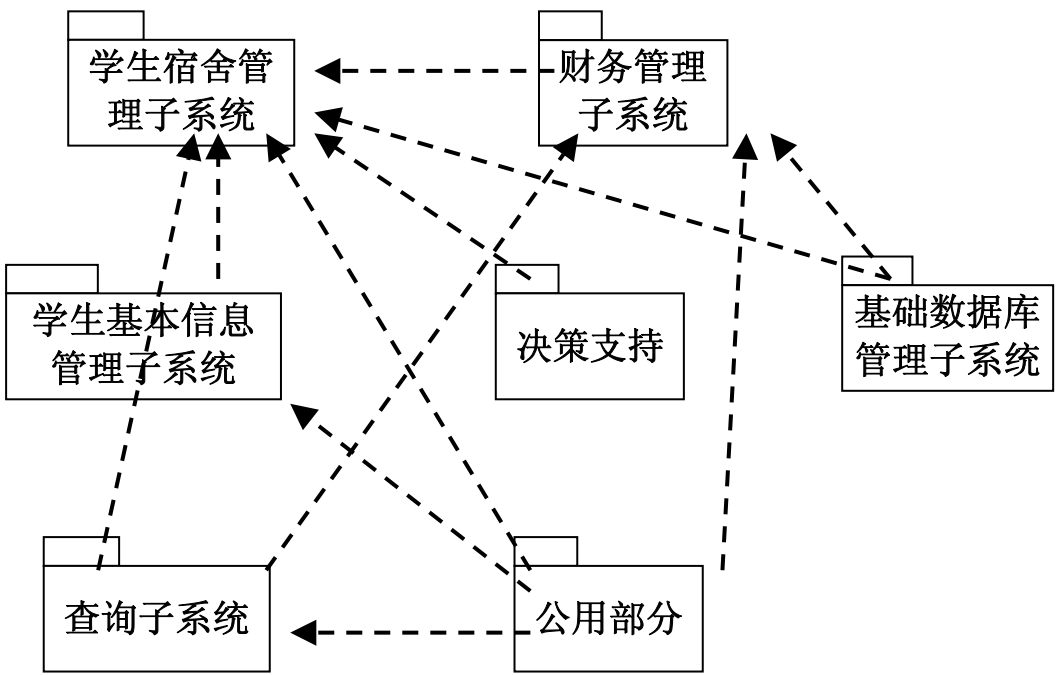 学生宿舍管
理子系统
财务管理
子系统
学生基本信息
管理子系统
决策支持
基础数据库
管理子系统
查询子系统
公用部分